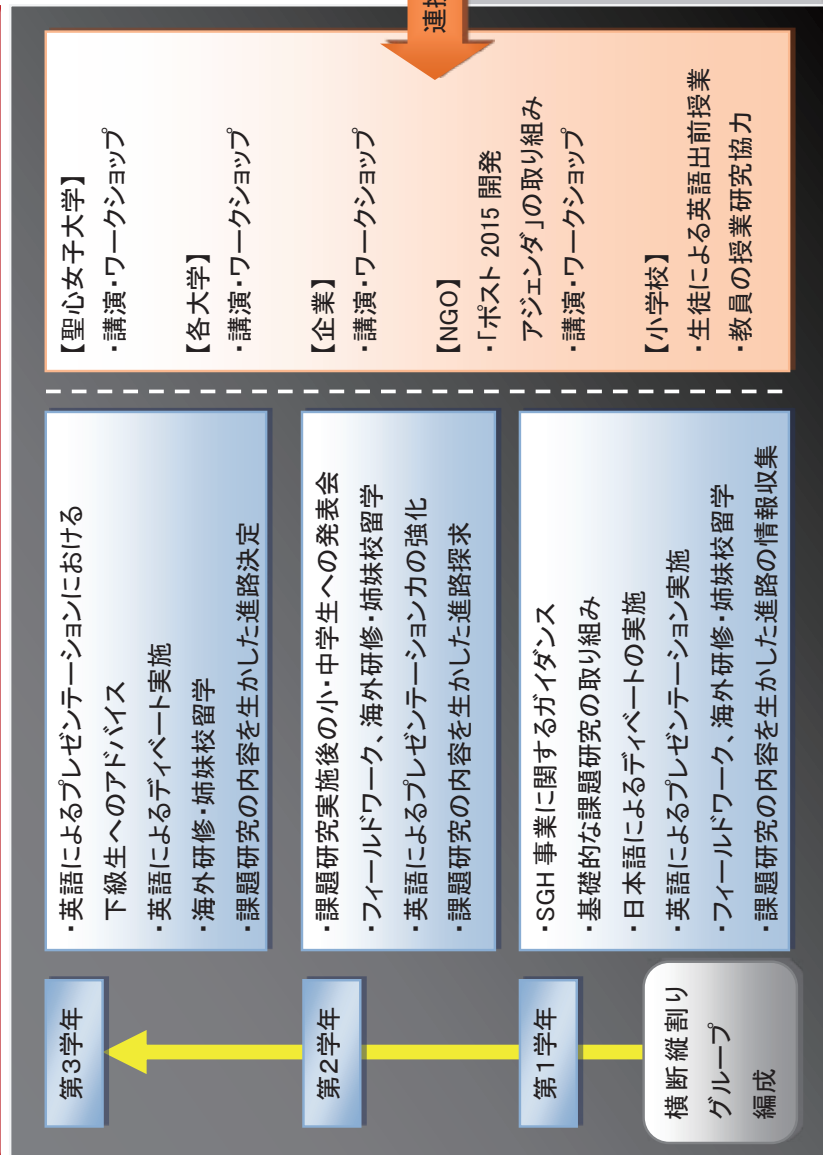 第3学年
・英語によるプレゼンテーションにおける
下級生へのアドバイス
・英語によるディベート実施
・海外研修・姉妹校留学
・課題研究の内容を生かした進路決定
第2学年
・課題研究実施後の小・中学生への発表会
・フィールドワーク、海外研修・姉妹校留学
・英語によるプレゼンテーション力の強化
・課題研究の内容を生かした進路探求
第1学年
・SGH 事業に関するガイダンス
・基礎的な課題研究の取り組み
・日本語によるディベートの実施
・英語によるプレゼンテーション実施
・フィールドワーク、海外研修・姉妹校留学
・課題研究の内容を生かした進路の情報収集
横断縦割り
グループ
編成
【聖心女子大学】
・講演・ワークショップ
【各大学】
・講演・ワークショップ
【企業】
・講演・ワークショップ
【NGO】
・「ポスト 2015 開発
アジェンダ」の取り組み
・講演・ワークショップ
【小学校】
・生徒による英語出前授業
・教員の授業研究協力
連